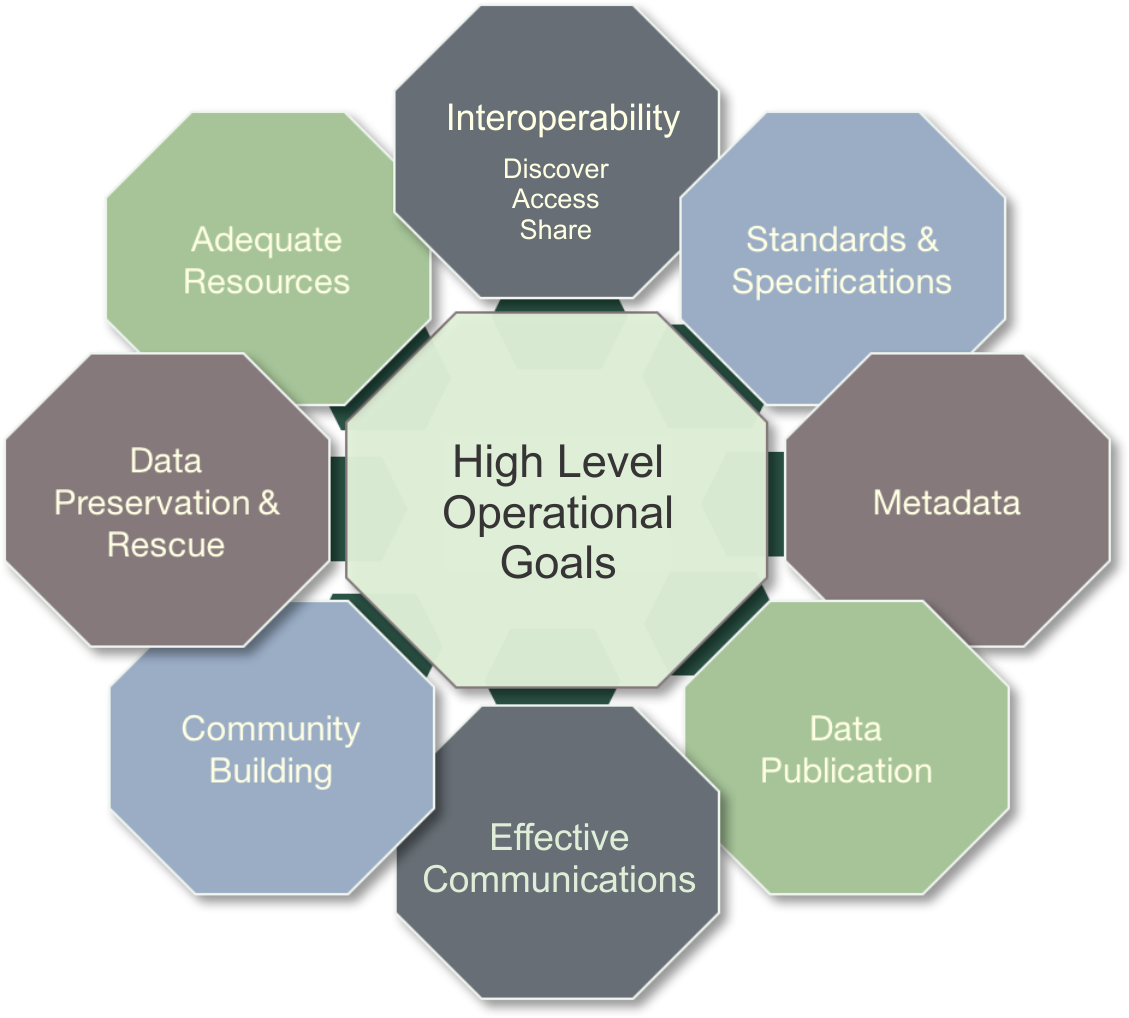 Interoperability
Discover
Access
Share
Standards &
Specifications
Metadata
Data
Publication
Effective
Communications
Community
Building
Data
Preservation &
Rescue
Adequate
Resources
High Level
Operational
Goals